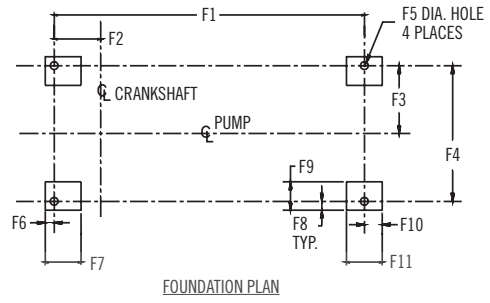 F1
F5 DIA. HOLE
4 PLACES
F2
℄ CRANKSHAFT
F3
℄ PUMP
F4
F9
F6
F8
TYP.
F10
F7
F11
FOUNDATION PLAN